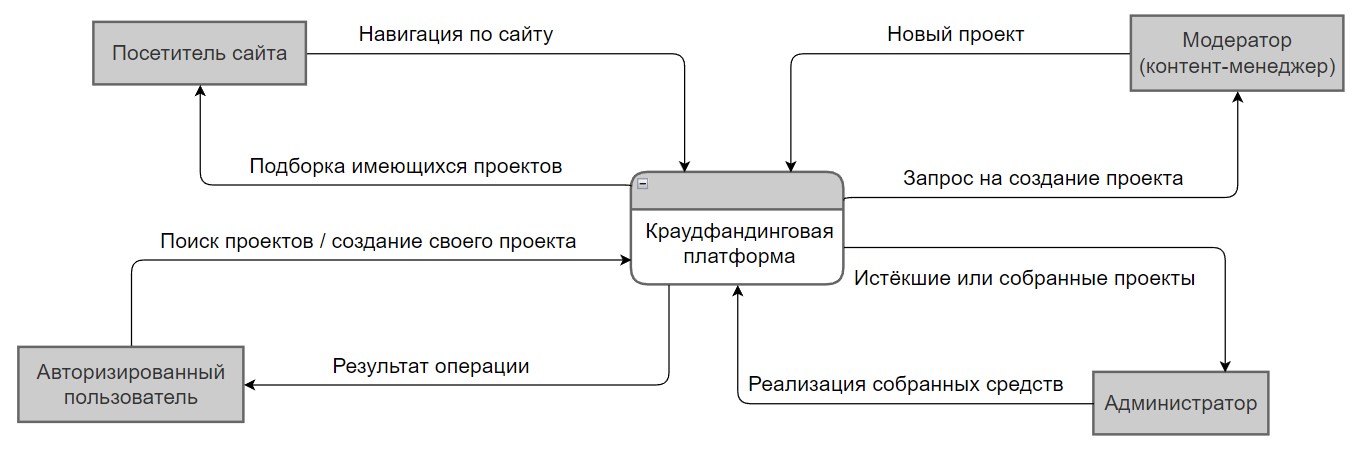 Навигация по сайту
Новый проект
Посетитель сайта
Модератор
(контент-менеджер)
Подборка имеющихся проектов
Запрос на создание проекта
Краудфандинговая
платформа
Поиск проектов / создание своего проекта
Истёкшие или собранные проекты
Авторизированный
пользователь
Результат операции
Реализация собранных средств
Администратор